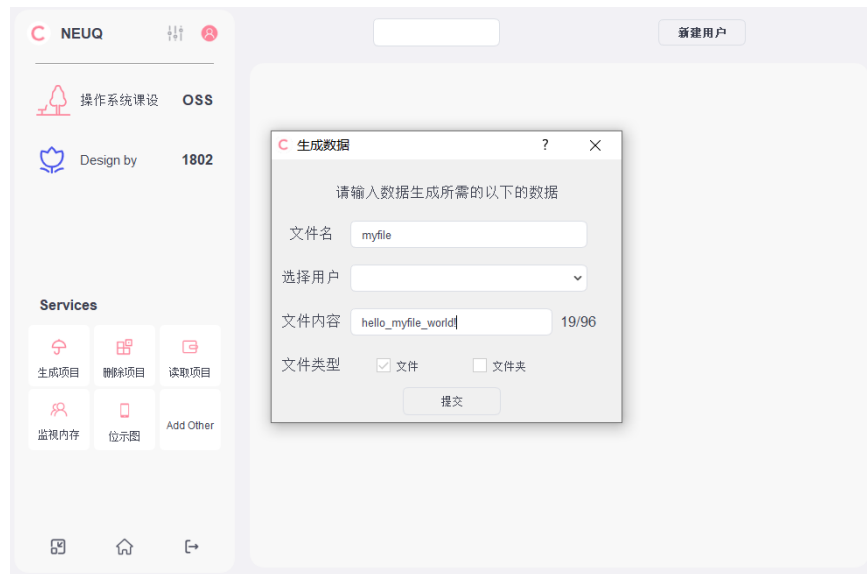 C NEUQ
新建用户
操作系统课设 OSS
Design by 1802
C 生成数据 ?
请输入数据生成所需的以下的数据
文件名 myfile
选择用户
文件内容 hello_myfile_world! 19/96
文件类型 文件 文件夹
提交
Services
生成项目 删除项目 读取项目
监视内存 位示图 Add Other